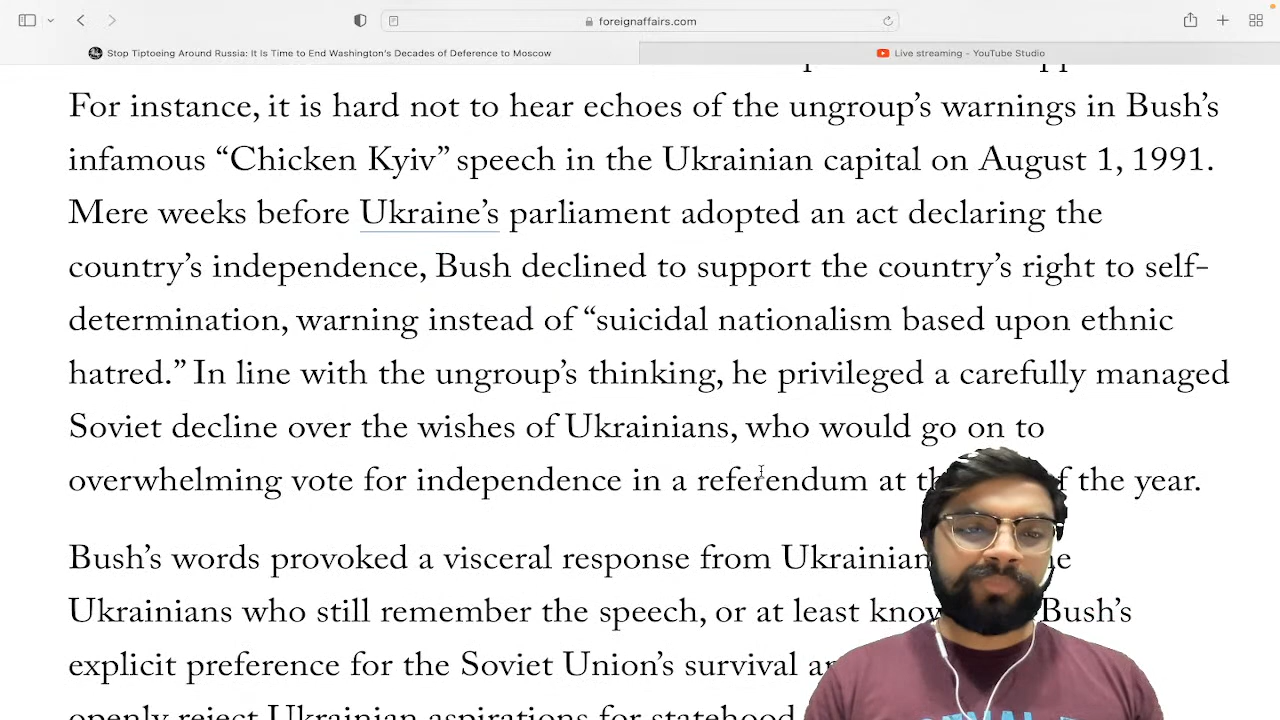 foreignaffairs.com
Stop Tiptoeing Around Russia: It Is Time to End Washington's Decades of Deference to Moscow
Live streaming - YouTube Studio
For instance, it is hard not to hear echoes of the ungroup’s warnings in Bush’s
infamous “Chicken Kyiv” speech in the Ukrainian capital on August 1, 1991.
Mere weeks before Ukraine’s parliament adopted an act declaring the
country’s independence, Bush declined to support the country’s right to self-
determination, warning instead of “suicidal nationalism based upon ethnic
hatred.” In line with the ungroup’s thinking, he privileged a carefully managed
Soviet decline over the wishes of Ukrainians, who would go on to
overwhelming vote for independence in a referendum at the year.
Bush’s words provoked a visceral response from Ukrainian
Ukrainians who still remember the speech, or at least know Bush’s
explicit preference for the Soviet Union’s survival
openly reject Ukrainian aspirations for statehood